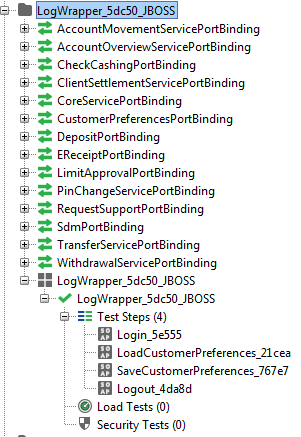 LogWrapper_5dc50_JBOSS
AccountMovementServicePortBinding
AccountOverviewServicePortBinding
CheckCashingPortBinding
ClientSettlementServicePortBinding
CoreServicePortBinding
CustomerPreferencesPortBinding
DepositPortBinding
EReceiptPortBinding
LimitApprovalPortBinding
PinChangeServicePortBinding
RequestSupportPortBinding
SdmPortBinding
TransferServicePortBinding
WithdrawalServicePortBinding
LogWrapper_5dc50_JBOSS
LogWrapper_5dc50_JBOSS
Test Steps (4)
SOAP Login_5e555
SOAP LoadCustomerPreferences_21cea
SOAP SaveCustomerPreferences_767e7
SOAP Logout_4da8d
Load Tests (0)
Security Tests (0)